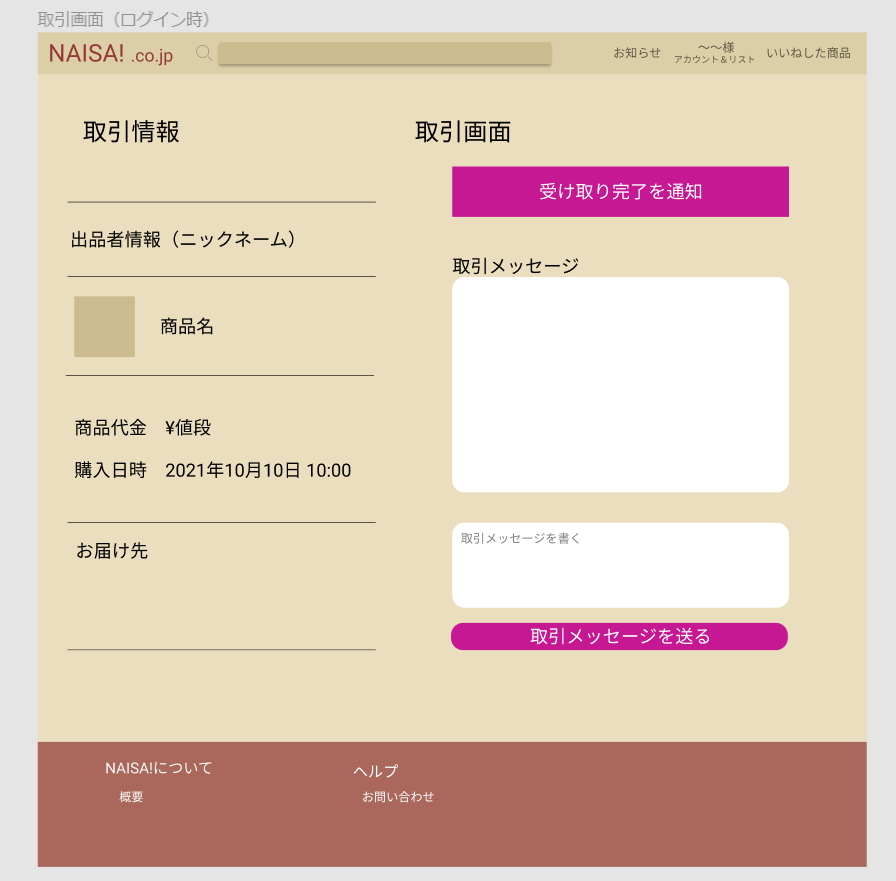 取引画面（ログイン時）
NAISA! .co.jp
お知らせ
〜〜様
アカウント＆リスト
いいねした商品
取引情報
出品者情報（ニックネーム）
商品名
商品代金 ¥値段
購入日時 2021年10月10日 10:00
お届け先
取引画面
受け取り完了を通知
取引メッセージ
取引メッセージを書く
取引メッセージを送る
NAISA!について
概要
ヘルプ
お問い合わせ